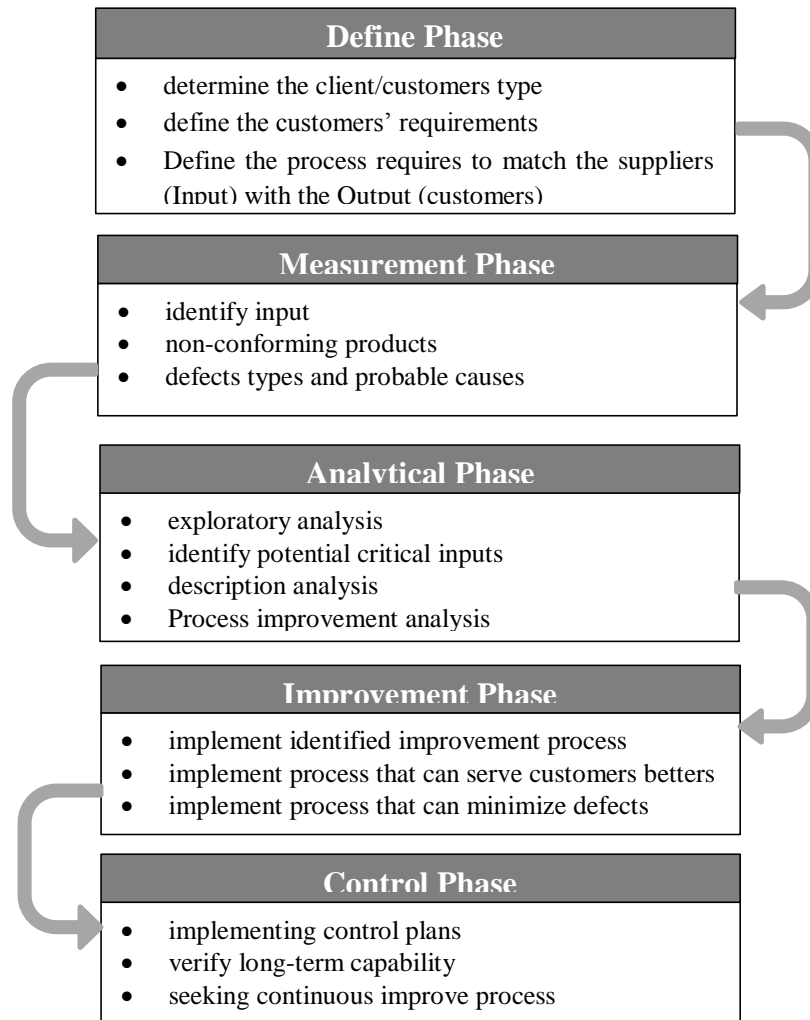 Define Phase
• determine the client/customers type
• define the customers' requirements
• Define the process requires to match the suppliers
(Input) with the Output (customers)
Measurement Phase
• identify input
• non-conforming products
• defects types and probable causes
Analytical Phase
• exploratory analysis
• identify potential critical inputs
• description analysis
• Process improvement analysis
Improvement Phase
• implement identified improvement process
• implement process that can serve customers betters
• implement process that can minimize defects
Control Phase
• implementing control plans
• verify long-term capability
• seeking continuous improve process